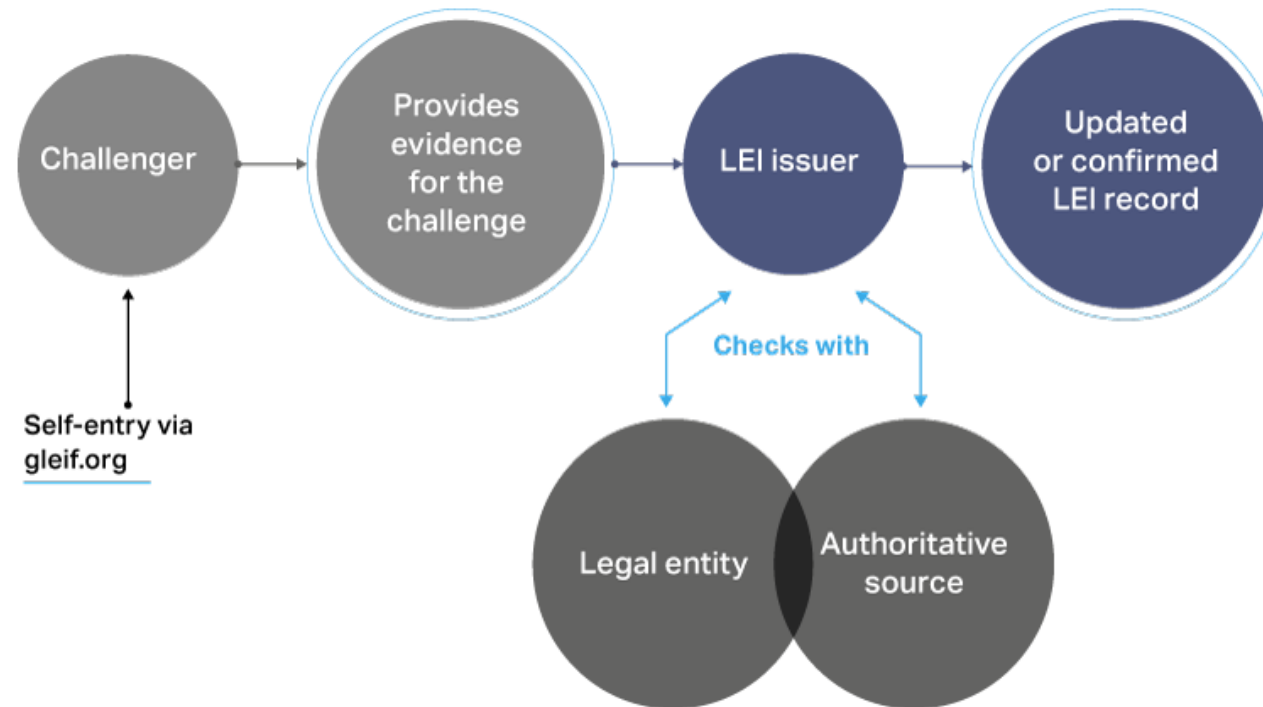 Challenger
Provides
evidence
for the
challenge
LEI issuer
Updated
or confirmed
LEI record
Checks with
Self-entry via
gleif.org
Legal entity
Authoritative
source